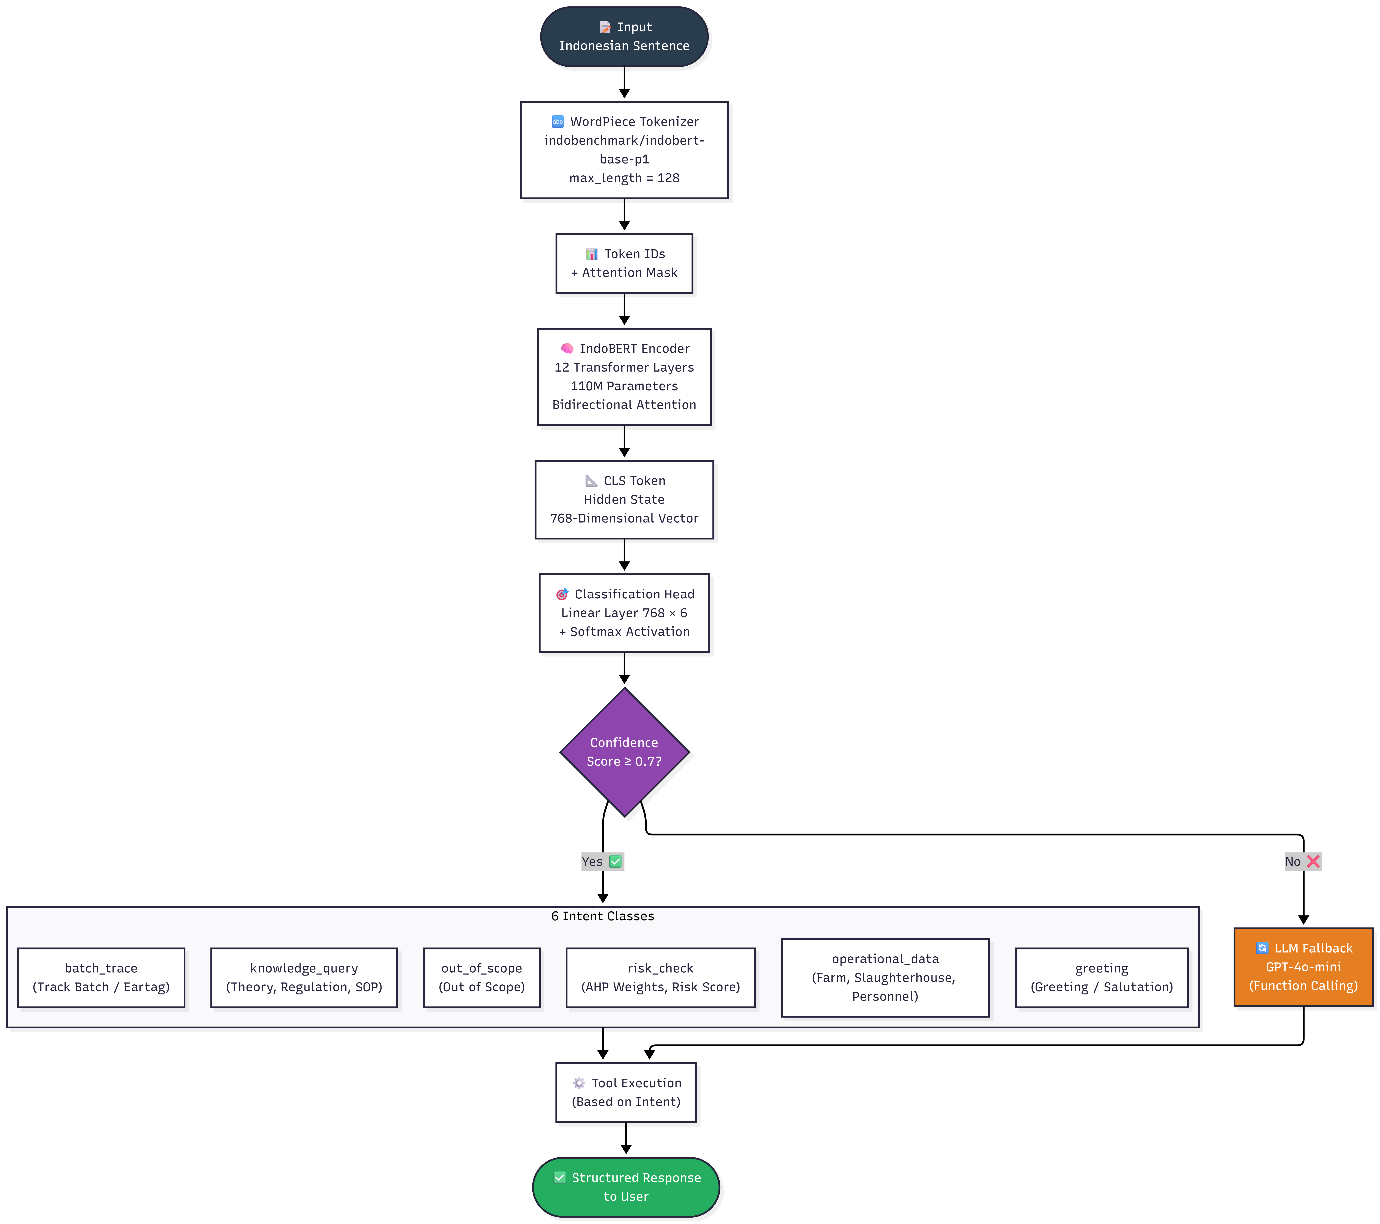 📝 Input
Indonesian Sentence
🔤 WordPiece Tokenizer
indobenchmark/indobert-
base-p1
max_length = 128
📊 Token IDs
+ Attention Mask
🧠 IndoBERT Encoder
12 Transformer Layers
110M Parameters
Bidirectional Attention
📐 CLS Token
Hidden State
768-Dimensional Vector
🎯 Classification Head
Linear Layer 768 × 6
+ Softmax Activation
Confidence
Score ≥ 0.7?
Yes ✅
No ❌
6 Intent Classes
batch_trace
(Track Batch / Eartag)
knowledge_query
(Theory, Regulation, SOP)
out_of_scope
(Out of Scope)
risk_check
(AHP Weights, Risk Score)
operational_data
(Farm, Slaughterhouse,
Personnel)
greeting
(Greeting / Salutation)
🔄 LLM Fallback
GPT-4o-mini
(Function Calling)
⚙️ Tool Execution
(Based on Intent)
✅ Structured Response
to User